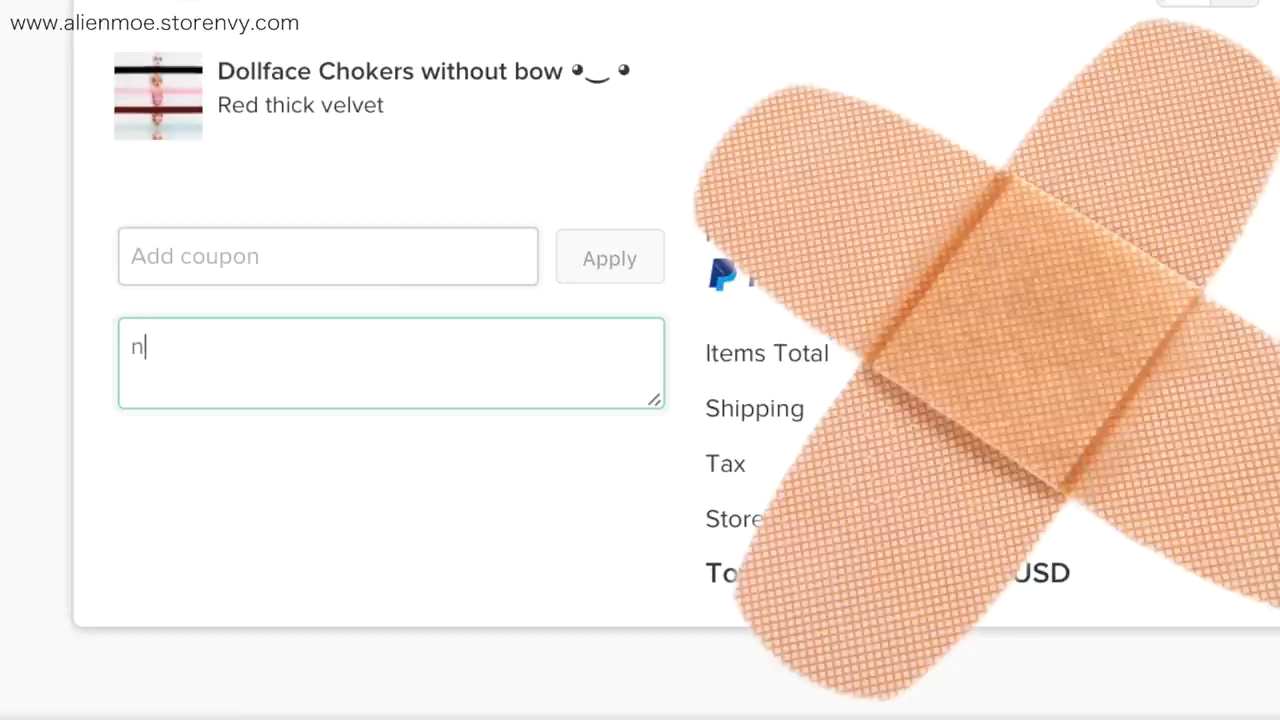 www.alienmoe.storenvy.com
Dollface Chokers without bow
Red thick velvet
Add coupon
Apply
n
Items Total
Shipping
Tax
Store
USD